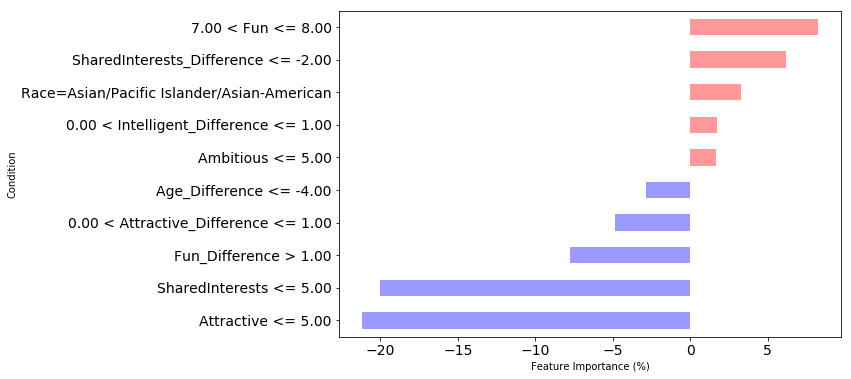 7.00 < Fun <= 8.00
SharedInterests_Difference <= -2.00
Race=Asian/Pacific Islander/Asian-American
0.00 < Intelligent_Difference <= 1.00
Ambitious <= 5.00
Age_Difference <= -4.00
0.00 < Attractive_Difference <= 1.00
Fun_Difference > 1.00
SharedInterests <= 5.00
Attractive <= 5.00
Condition
−20 −15 −10 −5 0 5
Feature Importance (%)